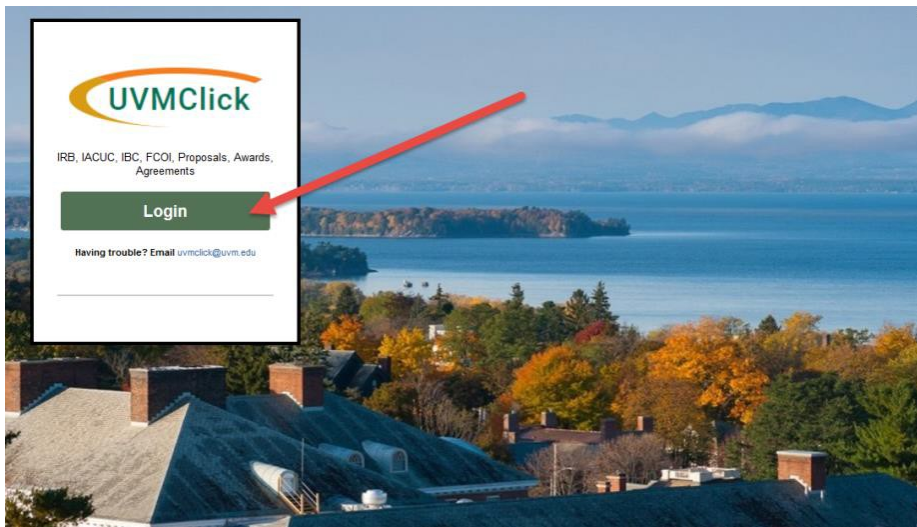 UVMClick
IRB, IACUC, IBC, FCOI, Proposals, Awards,
Agreements
Login
Having trouble? Email uvmclick@uvm.edu